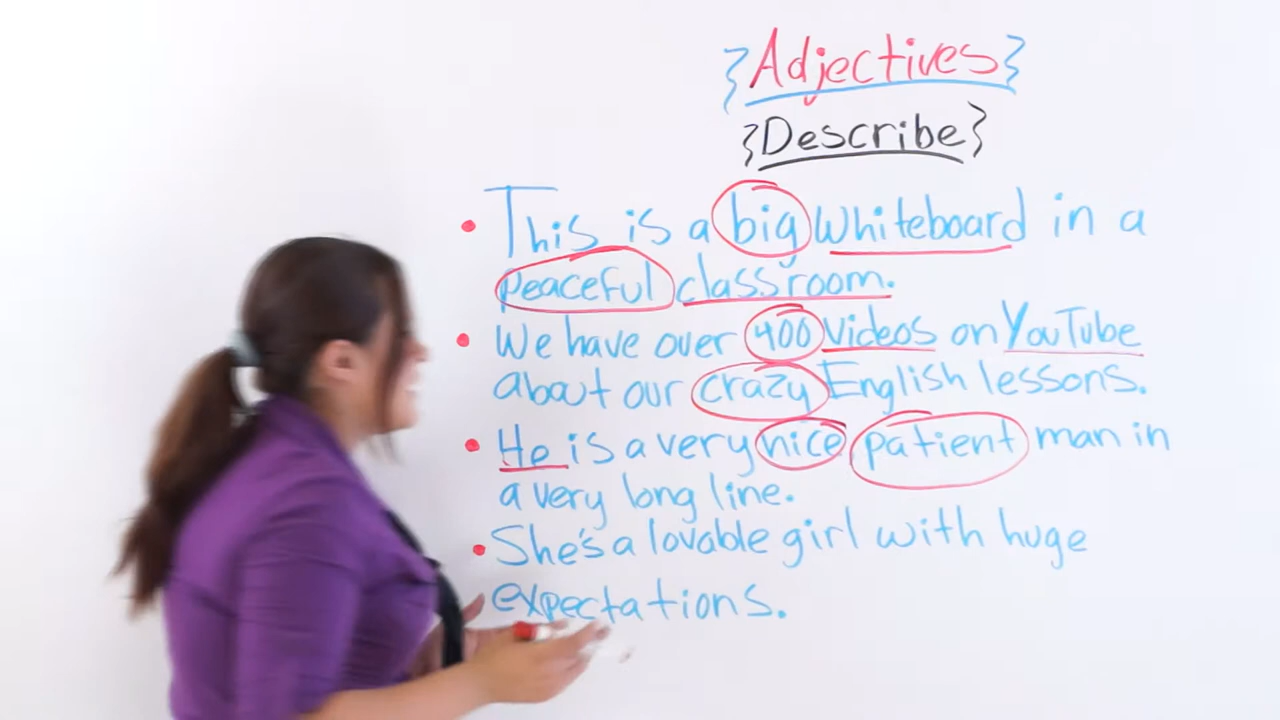 {Adjectives}
{Describe}
• This is a big whiteboard in a
peaceful classroom.
• We have over 400 videos on YouTube
about our crazy English lessons.
• He is a very nice patient man in
a very long line.
• She's a lovable girl with huge
expectations.